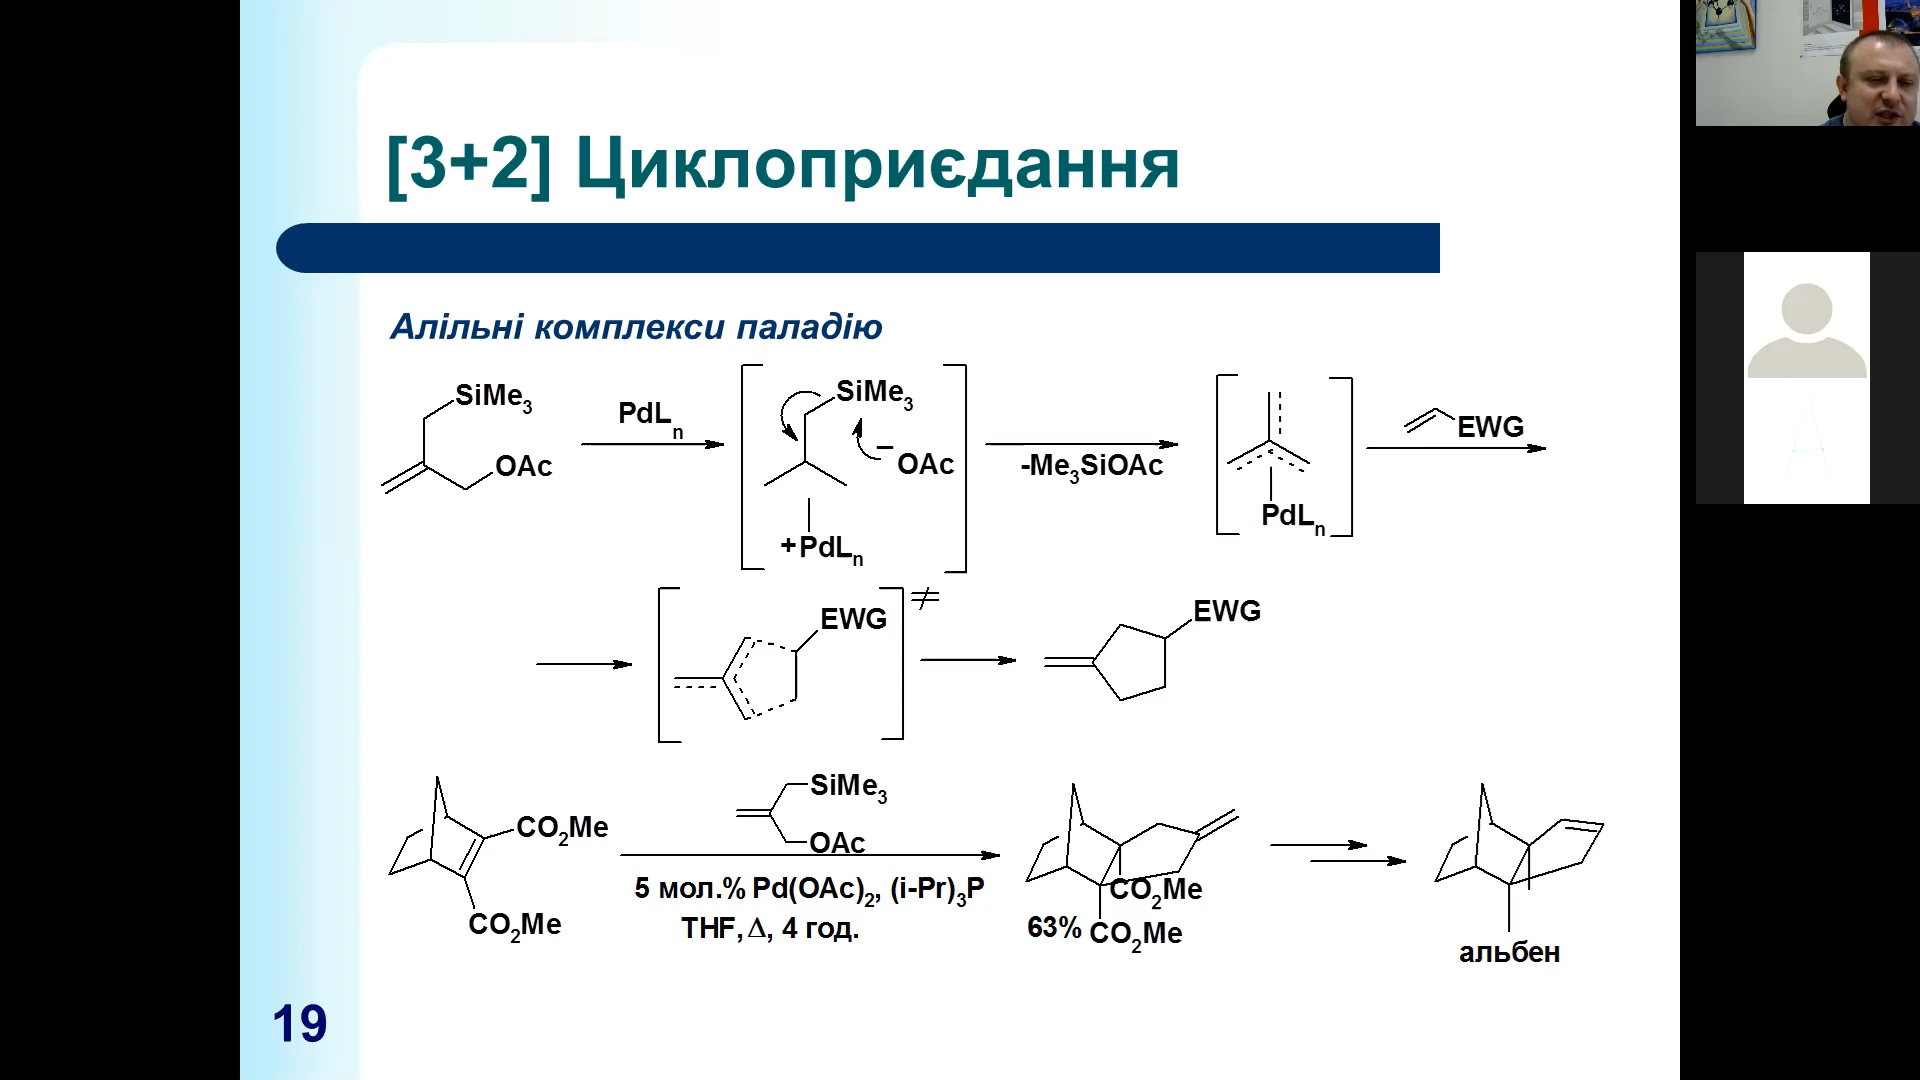 [3+2] Циклоприєдання
Алільні комплекси паладію
SiMe3
OAc
PdLn
SiMe3
–OAc
+PdLn
-Me3SiOAc
PdLn
EWG
EWG
≠
EWG
CO2Me
CO2Me
SiMe3
OAc
5 мол.% Pd(OAc)2, (i-Pr)3P
THF, Δ, 4 год.
CO2Me
63% CO2Me
альбен
19